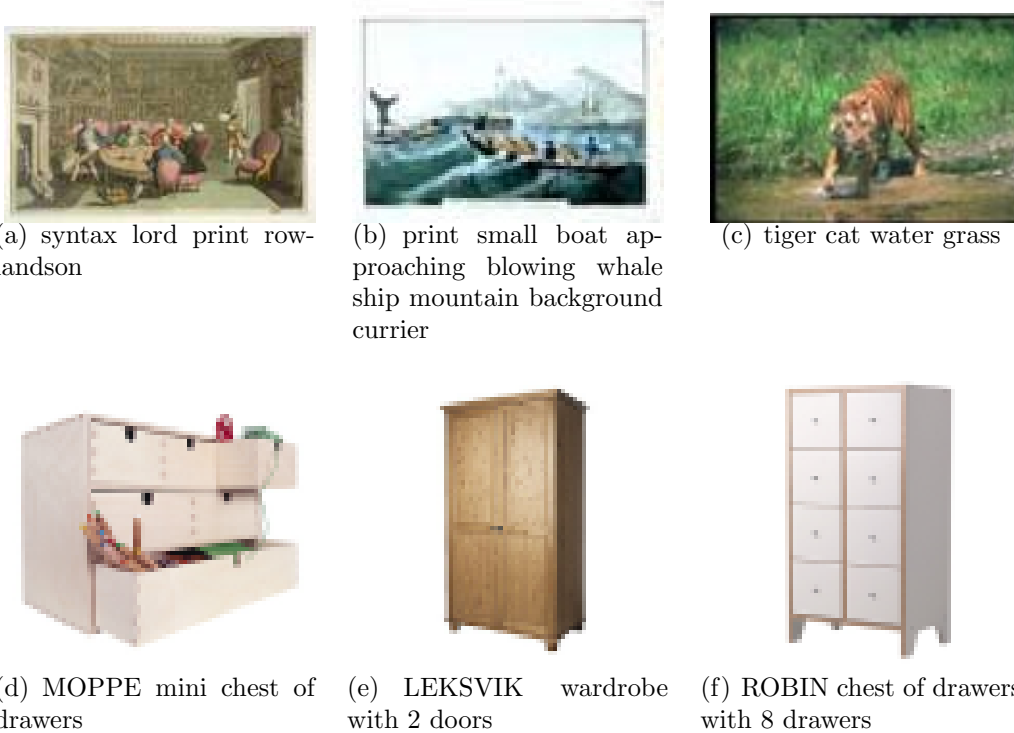 (a) syntax lord print row-
landson
(b) print small boat ap-
proaching blowing whale
ship mountain background
currier
(c) tiger cat water grass
(d) MOPPE mini chest of
drawers
(e) LEKSVIK wardrobe
with 2 doors
(f) ROBIN chest of drawers
with 8 drawers